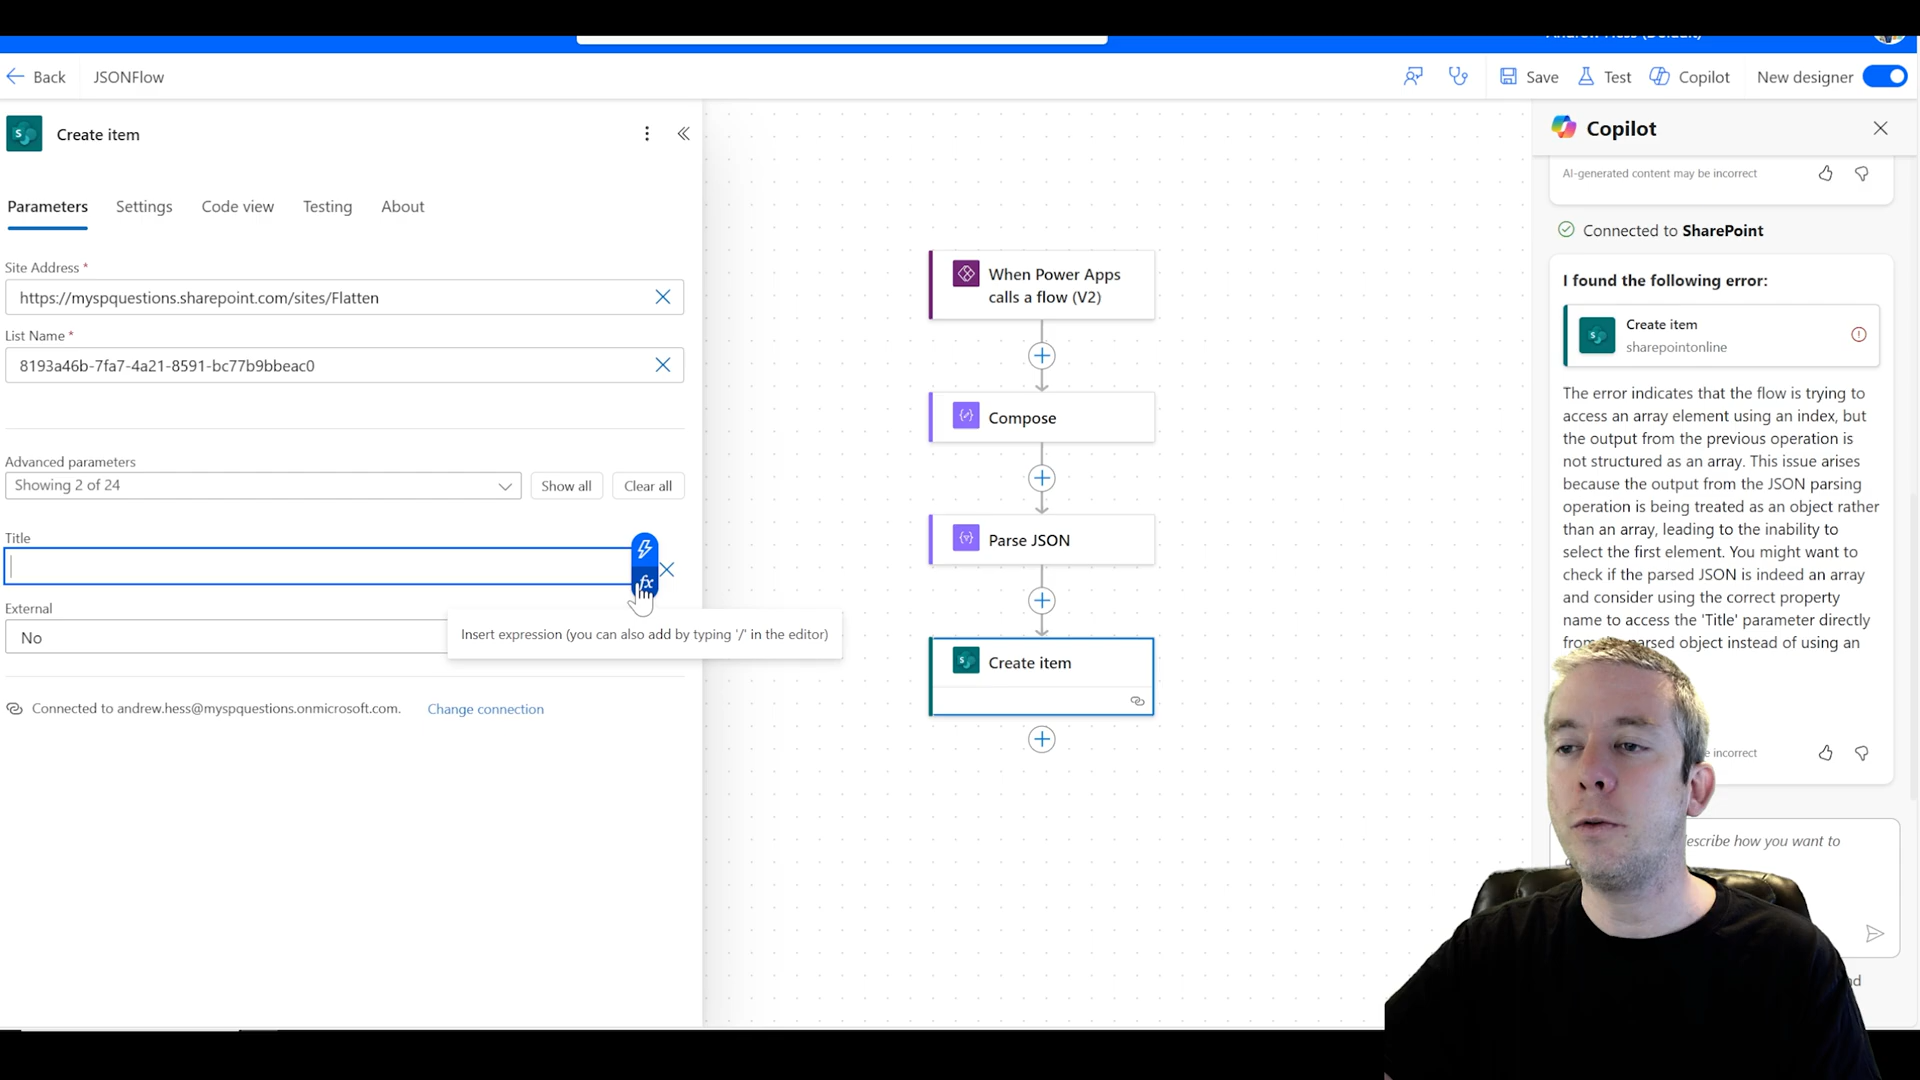 Back
JSONFlow
Save
Test
Copilot
New designer
Create item
Parameters
Settings
Code view
Testing
About
Site Address *
https://myspquestions.sharepoint.com/sites/Flatten
List Name *
8193a46b-7fa7-4a21-8591-bc77b9bbeac0
Advanced parameters
Showing 2 of 24
Show all
Clear all
Title
fx
External
No
Insert expression (you can also add by typing '/' in the editor)
Connected to andrew.hess@myspquestions.onmicrosoft.com.
Change connection
When Power Apps
calls a flow (V2)
Compose
Parse JSON
Create item
Copilot
AI-generated content may be incorrect
Connected to SharePoint
I found the following error:
Create item
sharepointonline
The error indicates that the flow is trying to
access an array element using an index, but
the output from the previous operation is
not structured as an array. This issue arises
because the output from the JSON parsing
operation is being treated as an object rather
than an array, leading to the inability to
select the first element. You might want to
check if the parsed JSON is indeed an array
and consider using the correct property
name to access the 'Title' parameter directly
object instead of using an
incorrect
how you want to